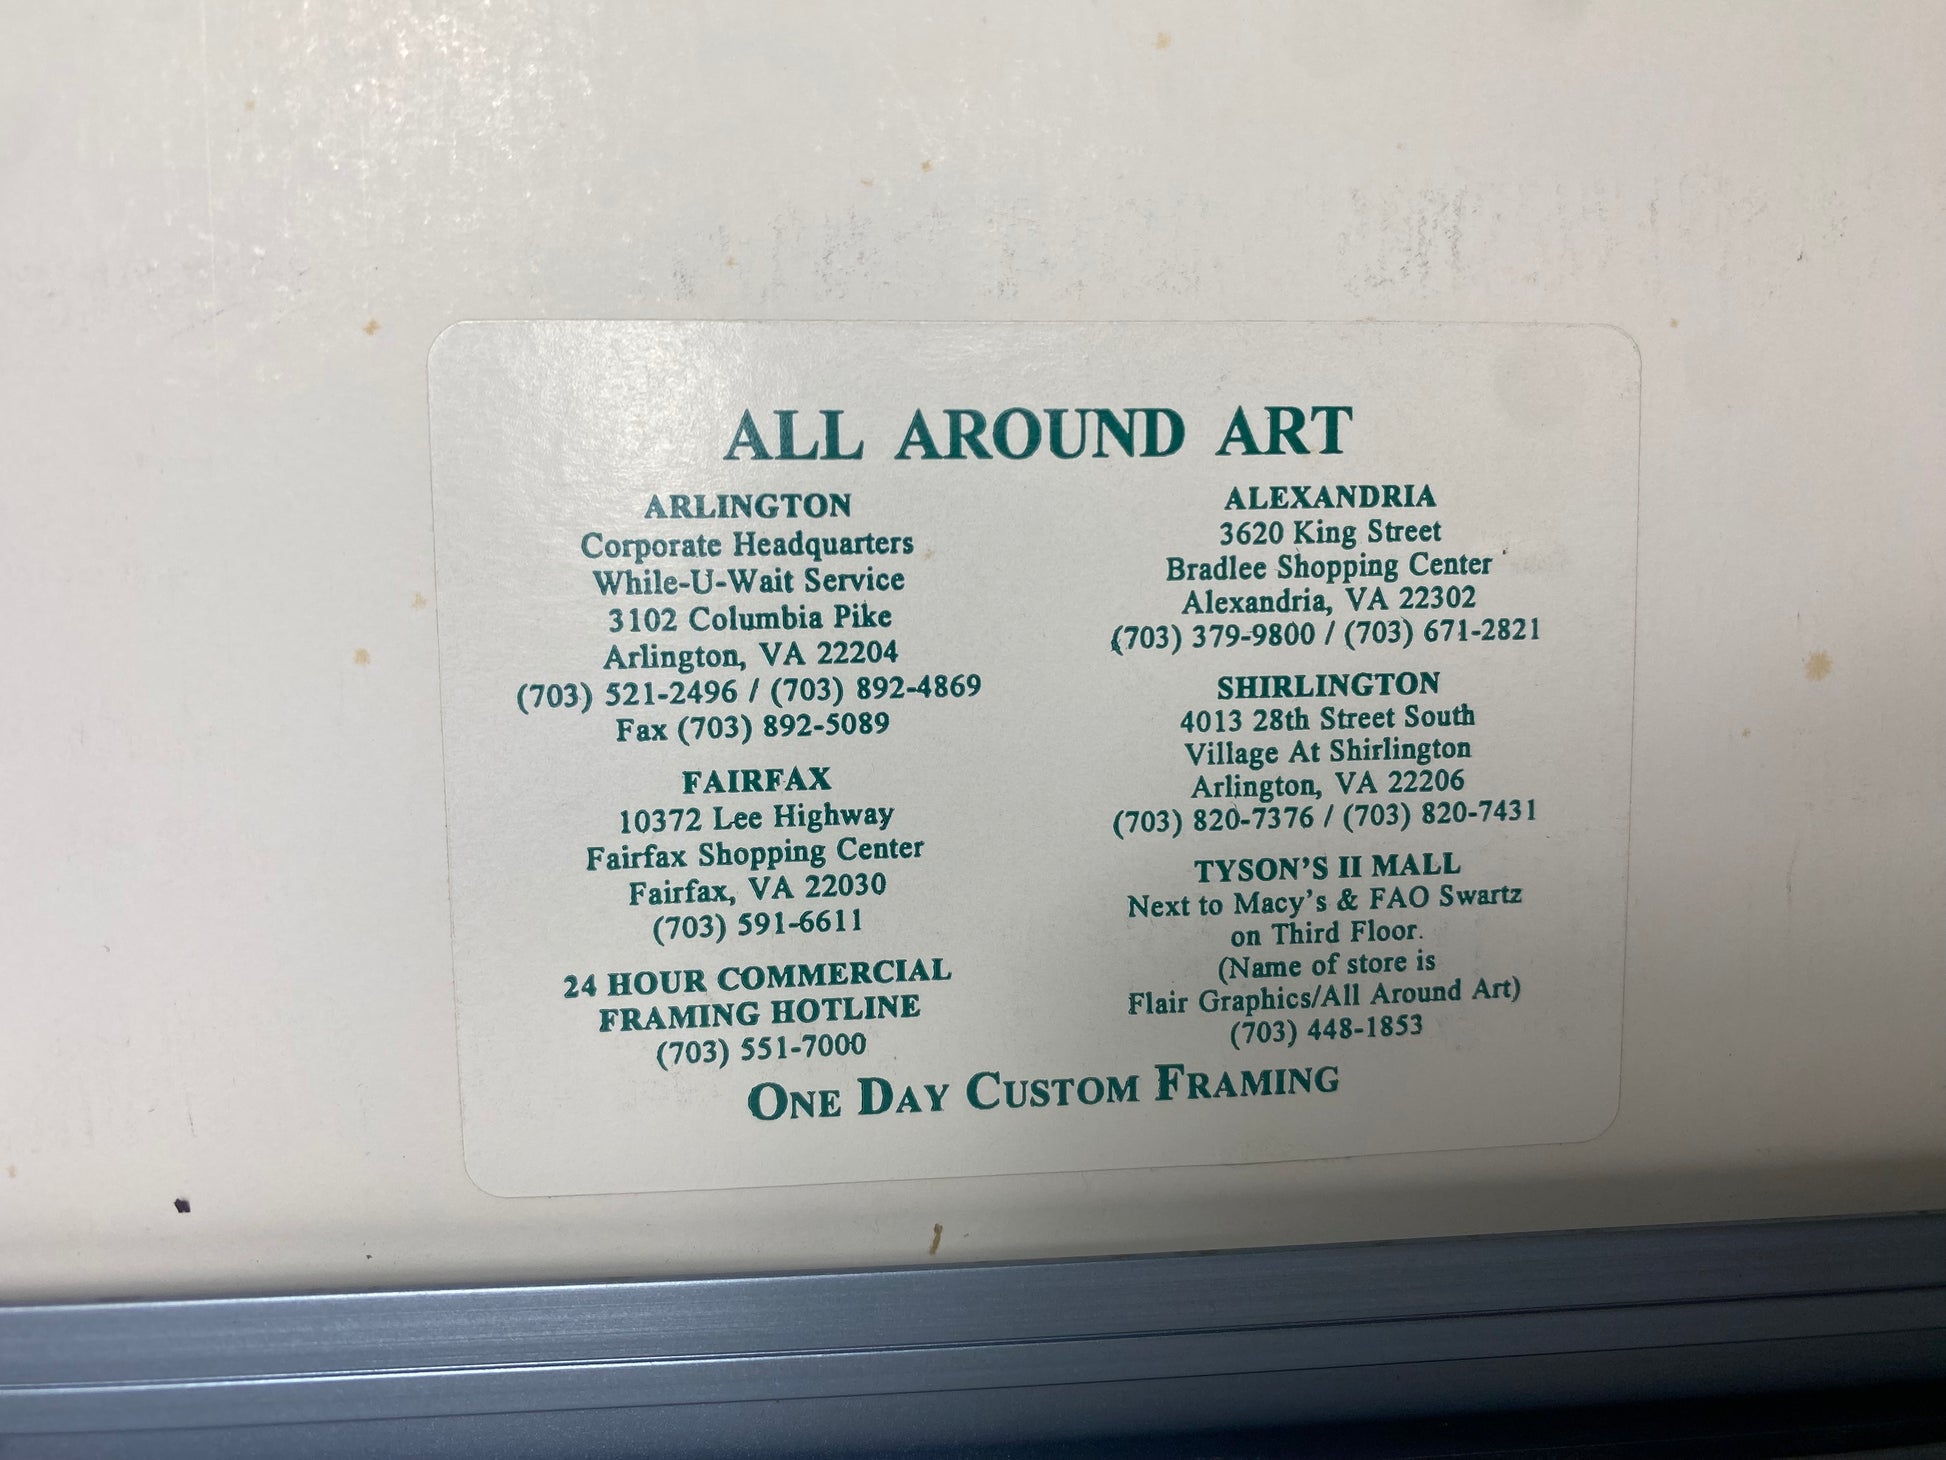 ALL AROUND ART
ARLINGTON
Corporate Headquarters
While-U-Wait Service
3102 Columbia Pike
Arlington, VA 22204
(703) 521-2496 / (703) 892-4869
Fax (703) 892-5089
FAIRFAX
10372 Lee Highway
Fairfax Shopping Center
Fairfax, VA 22030
(703) 591-6611
24 HOUR COMMERCIAL
FRAMING HOTLINE
(703) 551-7000
ALEXANDRIA
3620 King Street
Bradlee Shopping Center
Alexandria, VA 22302
(703) 379-9800 / (703) 671-2821
SHIRLINGTON
4013 28th Street South
Village At Shirlington
Arlington, VA 22206
(703) 820-7376 / (703) 820-7431
TYSON'S II MALL
Next to Macy's & FAO Swartz
on Third Floor.
(Name of store is
Flair Graphics/All Around Art)
(703) 448-1853
ONE DAY CUSTOM FRAMING